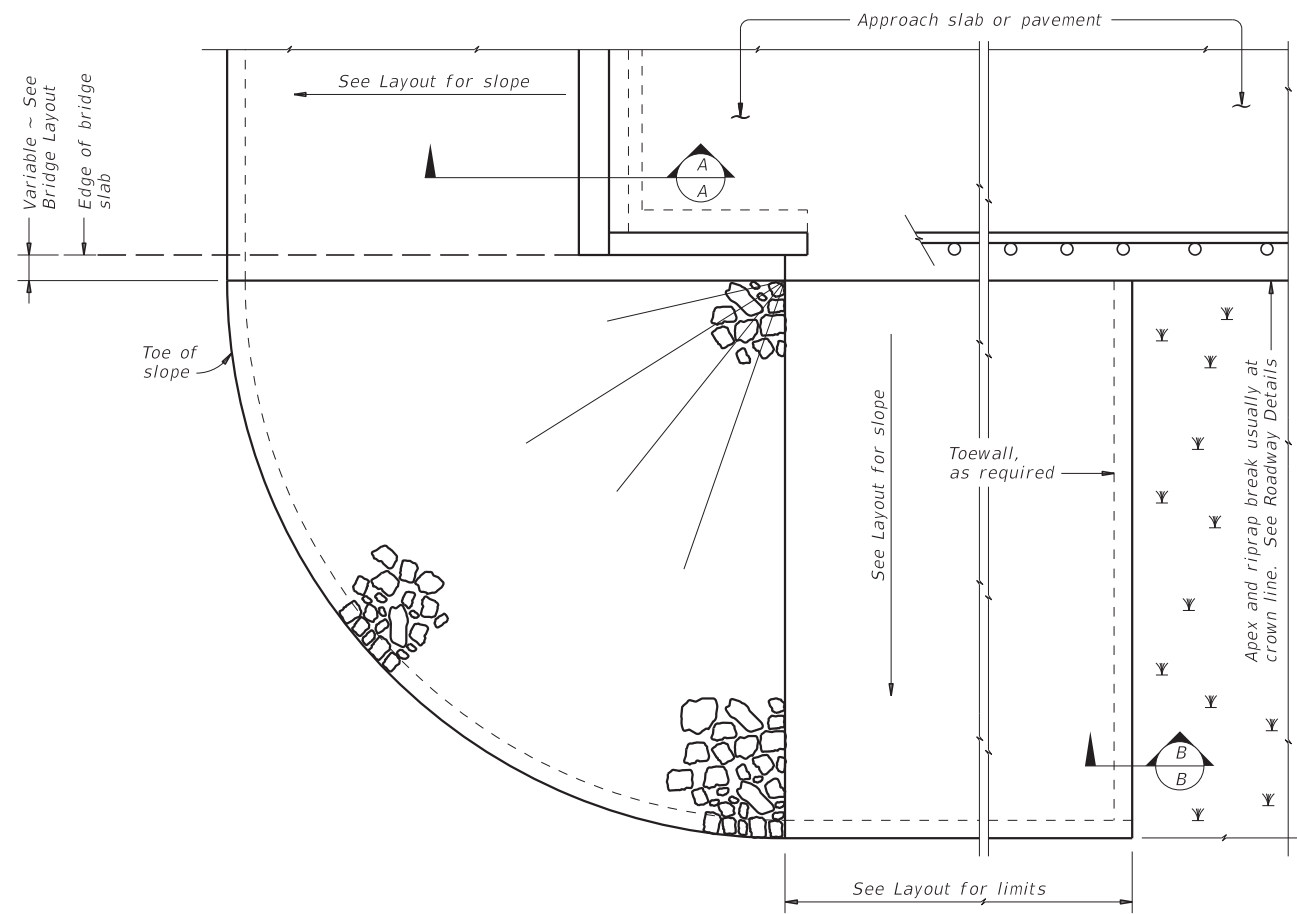 Approach slab or pavement
See Layout for slope
Variable ~ See
Bridge Layout
Edge of bridge
slab
A
A
Toe of
slope
See Layout for slope
Toewall,
as required
Apex and riprap break usually at
crown line. See Roadway Details
B
B
See Layout for limits